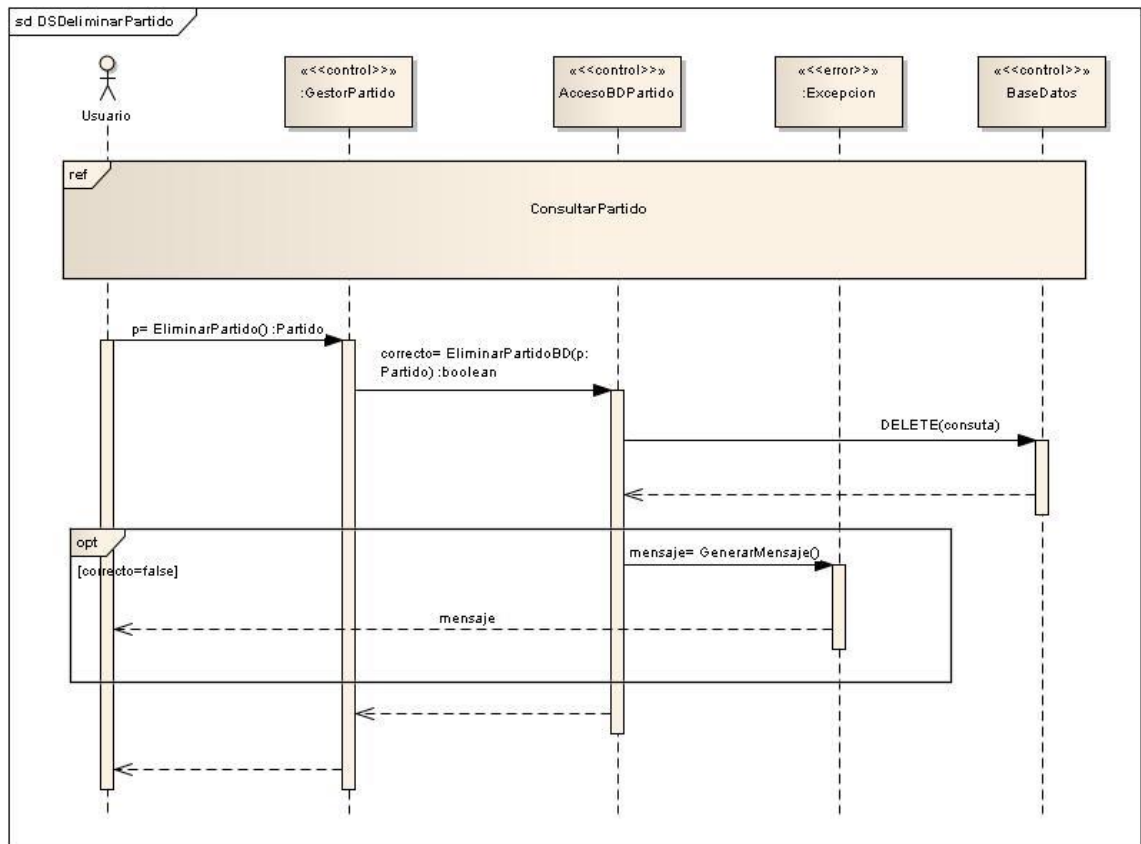 sd DSDeliminarPartido
Usuario
«<<control>>»
:GestorPartido
«<<control>>»
AccesoBDPartido
«<<error>>»
:Excepcion
«<<control>>»
BaseDatos
ref
ConsultarPartido
p= EliminarPartido() :Partido
correcto= EliminarPartidoBD(p:
Partido) :boolean
DELETE(consuta)
opt
[correcto=false]
mensaje= GenerarMensaje()
mensaje